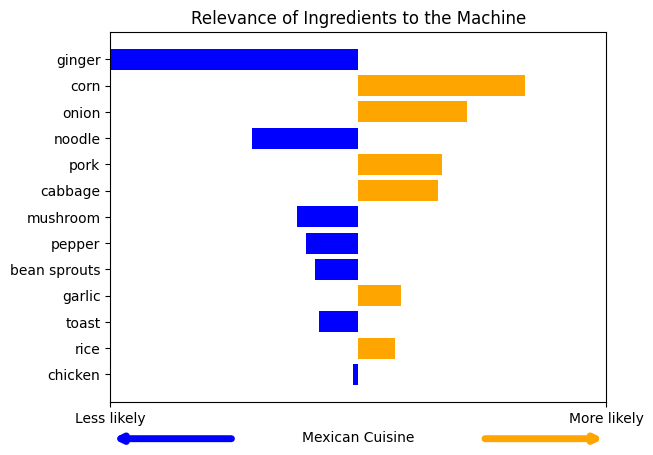 Relevance of Ingredients to the Machine
ginger
corn
onion
noodle
pork
cabbage
mushroom
pepper
bean sprouts
garlic
toast
rice
chicken
Less likely
More likely
Mexican Cuisine